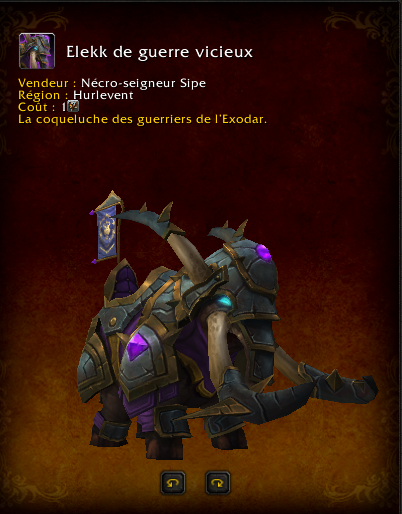 Elekk de guerre vicieux
Vendeur : Nécro-seigneur Sipe
Région : Hurlevent
Coût : 1
La coqueluche des guerriers de l'Exodar.